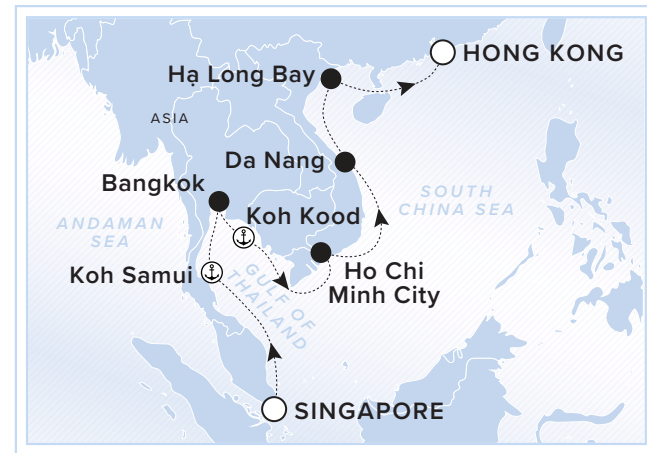 HONG KONG
Hạ Long Bay
ASIA
Da Nang
Bangkok
SOUTH
CHINA SEA
Koh Kood
ANDAMAN
SEA
Koh Samui
GULF OF
THAILAND
Ho Chi
Minh City
SINGAPORE